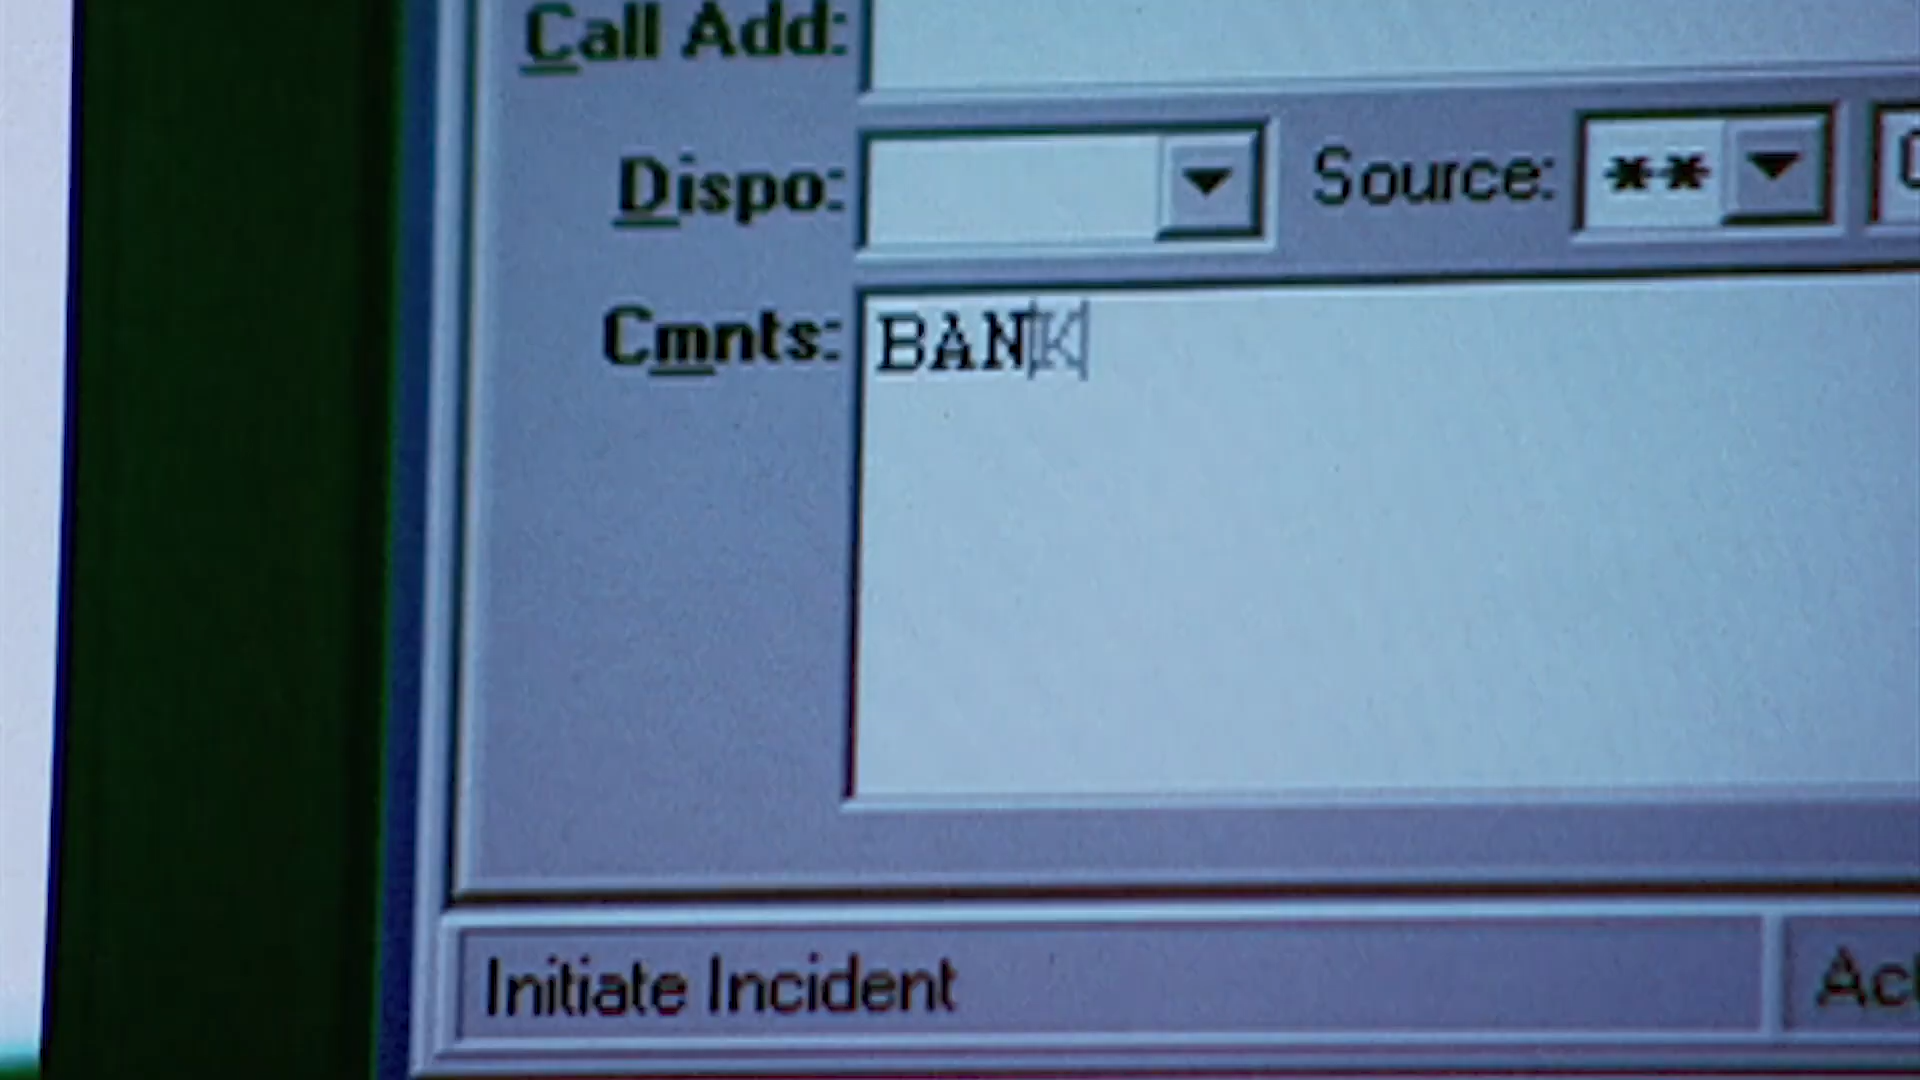 Call Add:
Dispo: Source: **
Cmnts: BANK
Initiate Incident